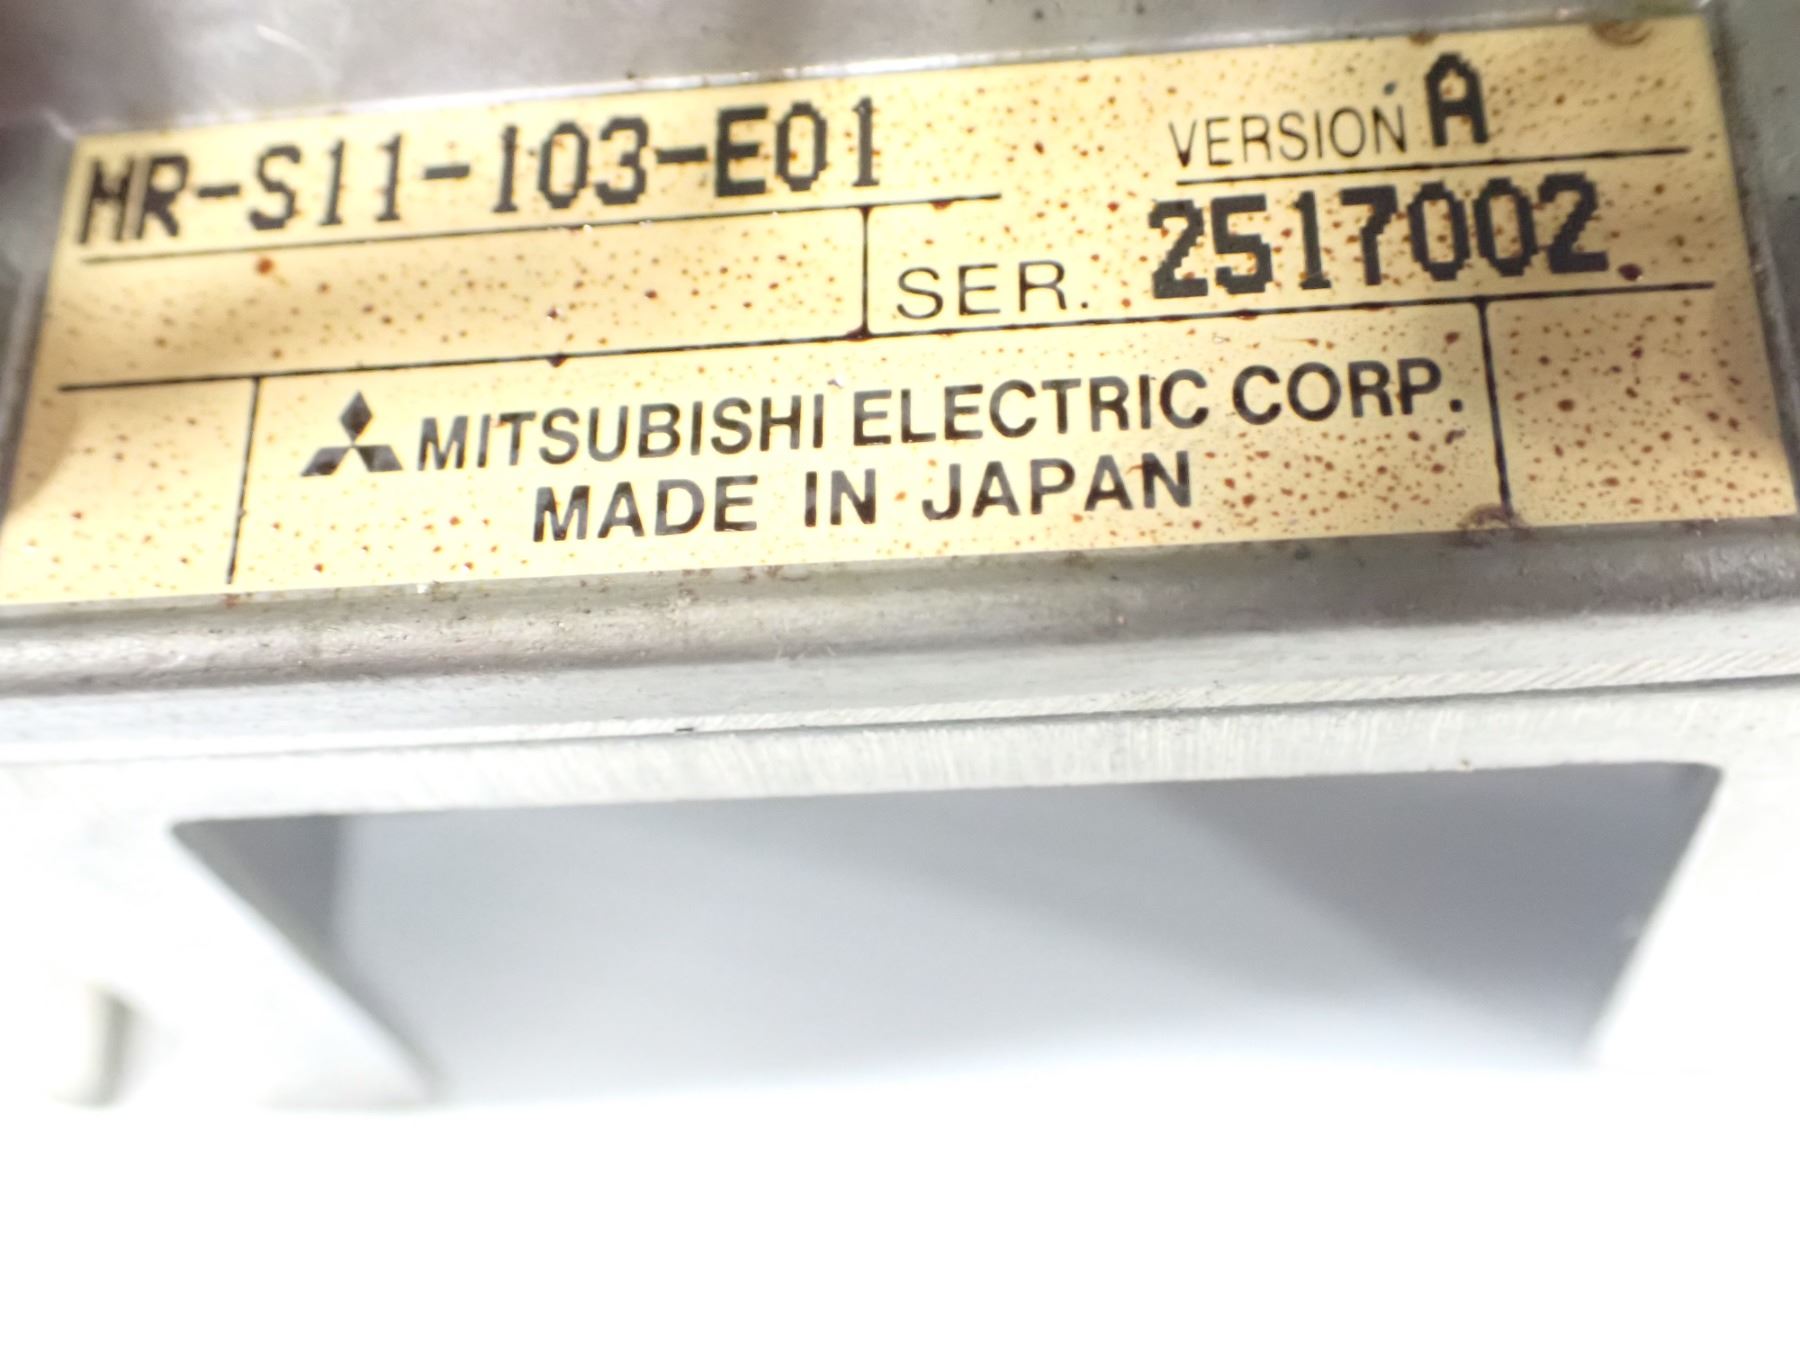 MR-S11-103-E01
VERSION A
SER. 2517002
MITSUBISHI ELECTRIC CORP.
MADE IN JAPAN